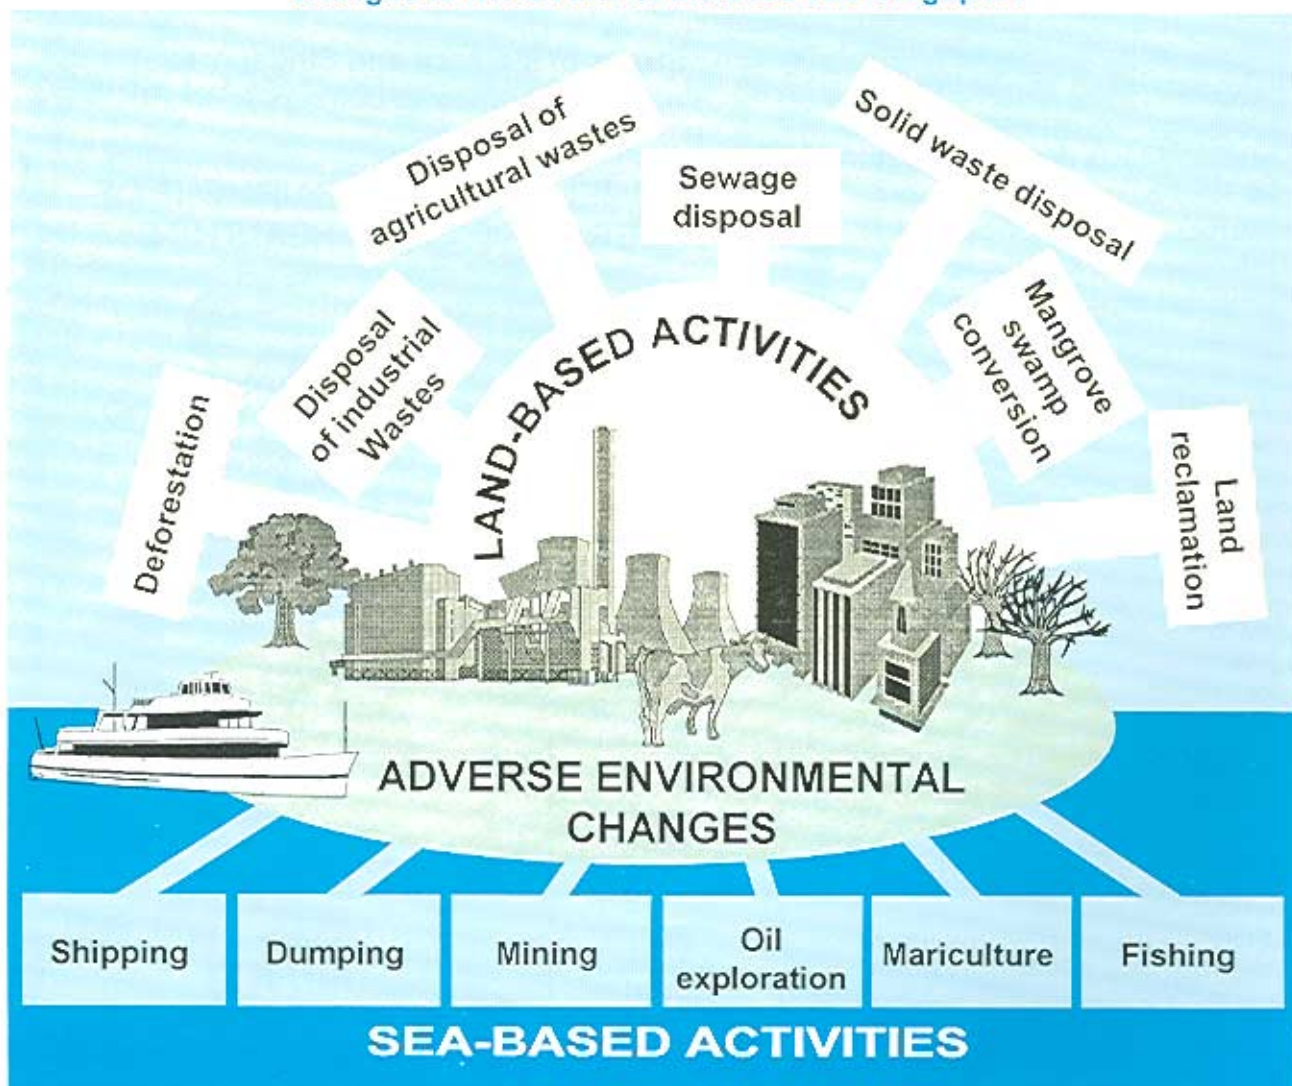 Deforestation
Disposal
of industrial
Wastes
Disposal of
agricultural wastes
Sewage
disposal
Solid waste disposal
Mangrove
swamp
conversion
Land
reclamation
LAND-BASED ACTIVITIES
ADVERSE ENVIRONMENTAL
CHANGES
Shipping
Dumping
Mining
Oil
exploration
Mariculture
Fishing
SEA-BASED ACTIVITIES